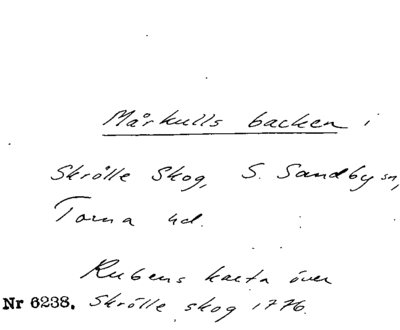 Mårkulls backen i
Skrölle Skog, S. Sandby sn,
Torna hd.
Rubens karta över
Nr 6238. Skrölle skog 1776.